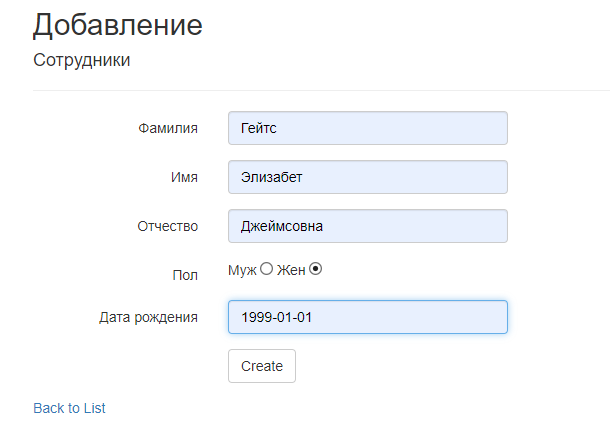 Добавление
Сотрудники
Фамилия Гейтс
Имя Элизабет
Отчество Джеймсовна
Пол Муж Жен
Дата рождения 1999-01-01
Create
Back to List